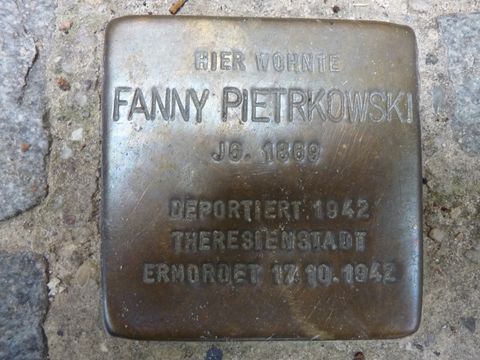 HIER WOHNTE
FANNY PIETRKOWSKI
JG. 1869
DEPORTIERT 1942
THERESIENSTADT
ERMORDET 17.10.1942